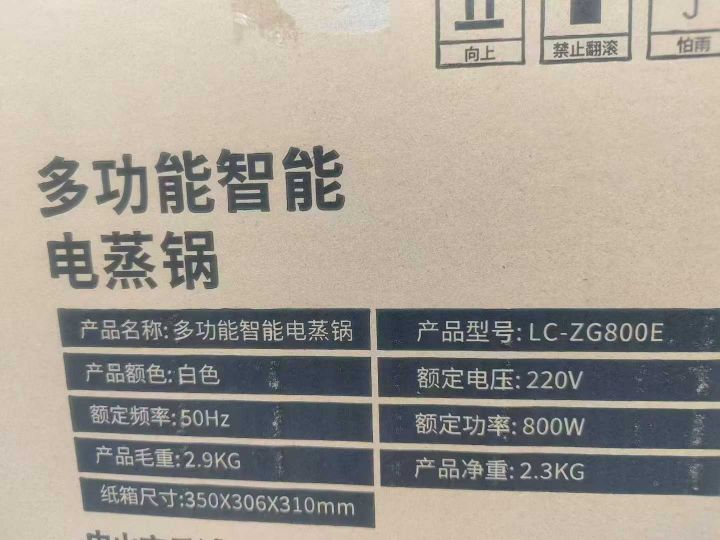 向上 禁止翻滚 怕雨
多功能智能
电蒸锅
产品名称:多功能智能电蒸锅 产品型号:LC-ZG800E
产品额色:白色 额定电压:220V
额定频率:50Hz 额定功率:800W
产品毛重:2.9KG 产品净重:2.3KG
纸箱尺寸:350X306X310mm